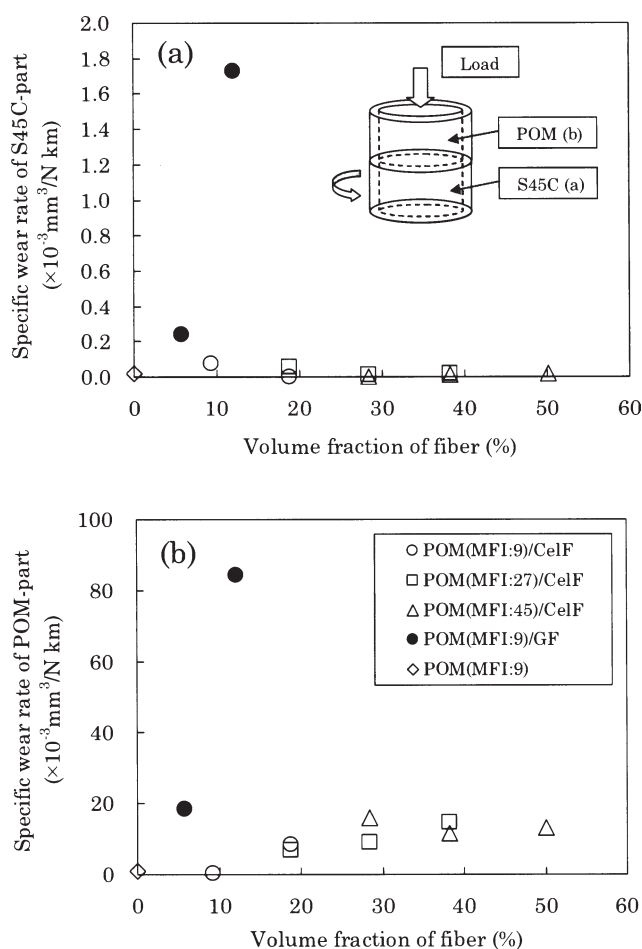 (a)
Load
POM (b)
S45C (a)
Specific wear rate of S45C-part
(×10⁻³mm³/N km)
2.0
1.8
1.6
1.4
1.2
1.0
0.8
0.6
0.4
0.2
0.0
0 10 20 30 40 50 60
Volume fraction of fiber (%)
(b)
POM(MFI:9)/CelF
POM(MFI:27)/CelF
POM(MFI:45)/CelF
POM(MFI:9)/GF
POM(MFI:9)
Specific wear rate of POM-part
(×10⁻³mm³/N km)
100
80
60
40
20
0
0 10 20 30 40 50 60
Volume fraction of fiber (%)